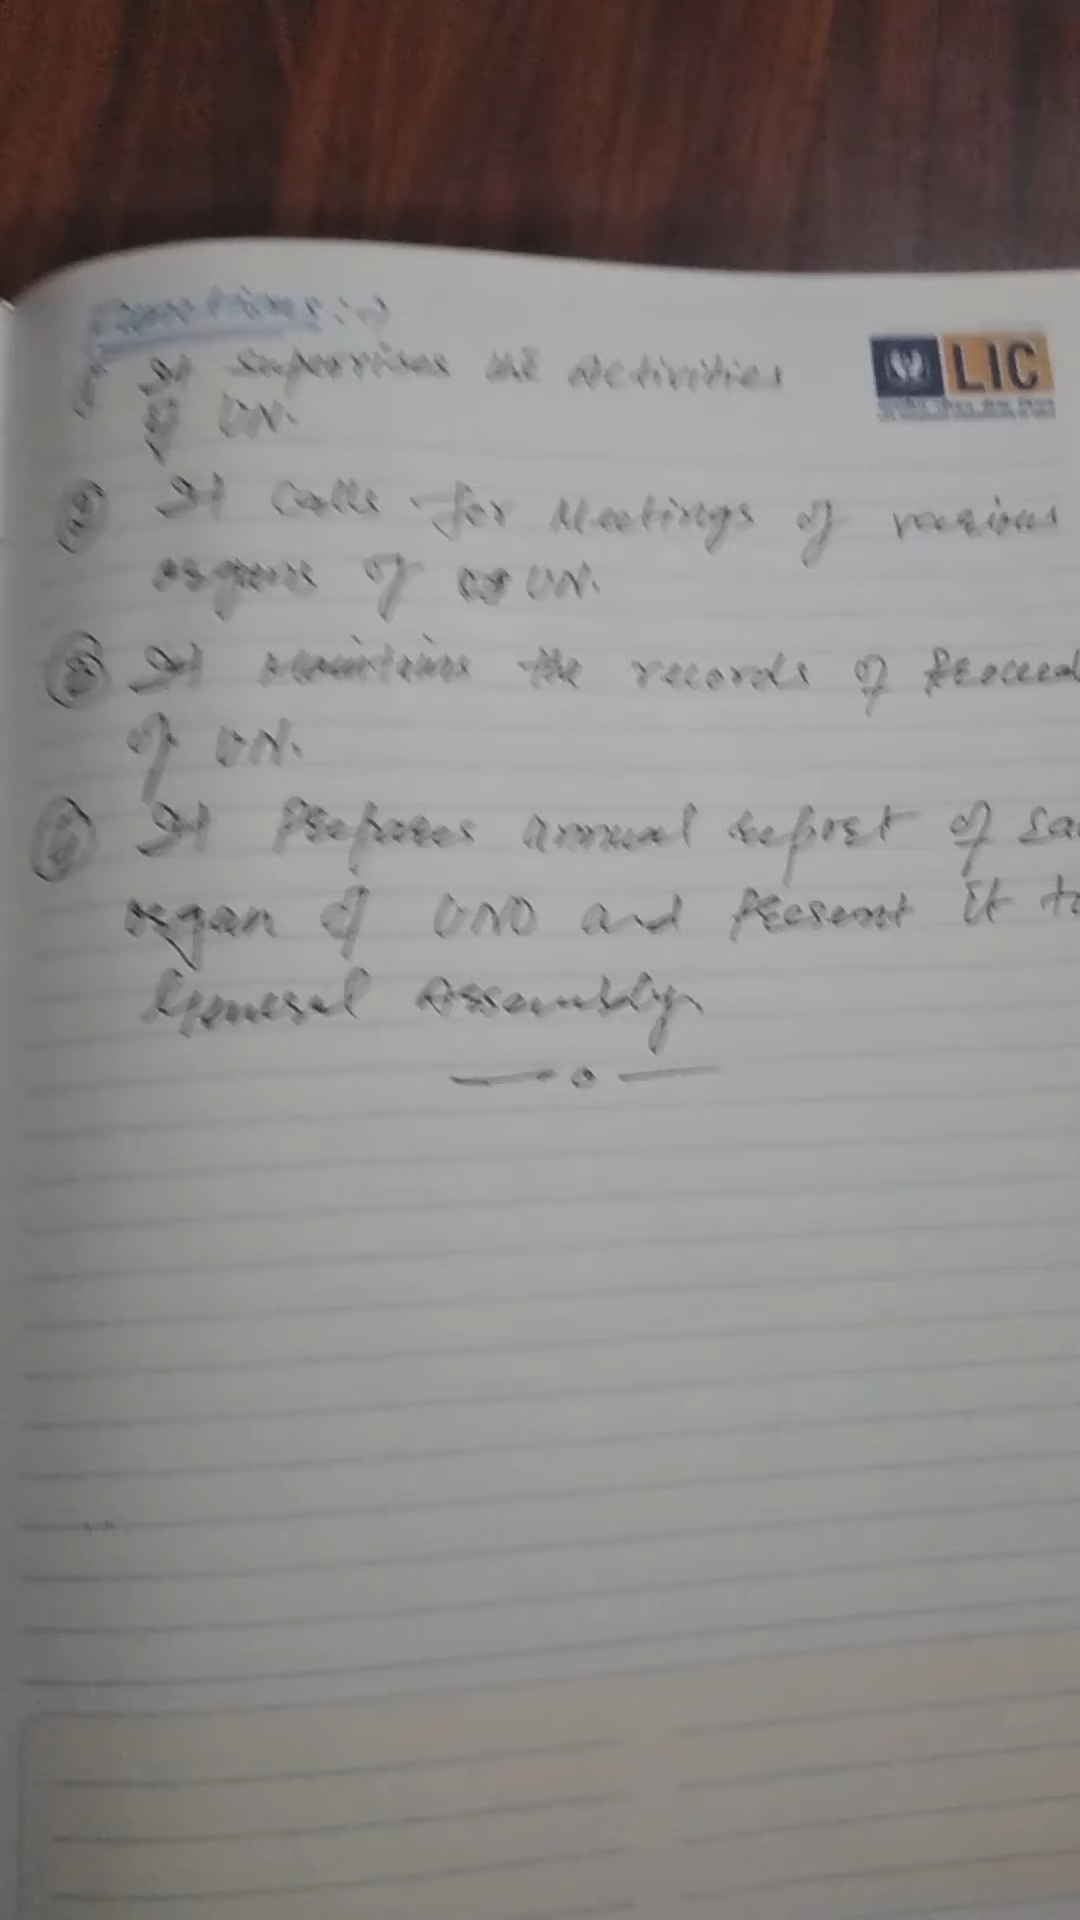 Functions :→
It supervises the activities
of UN.
LIC
② It calls for Meetings of various
organs of UN.
③ It Maintains the records of Proceed
of UN.
④ It Prepares annual report of
organ of UNO and Present it to
General Assembly.